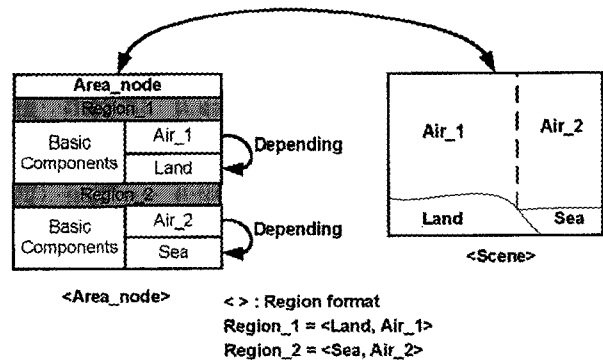 Area_node
Region_1
Basic
Components
Air_1
Land
Depending
Region_2
Basic
Components
Air_2
Sea
Depending
<Area_node>
Air_1
Air_2
Land
Sea
<Scene>
< > : Region format
Region_1 = <Land, Air_1>
Region_2 = <Sea, Air_2>